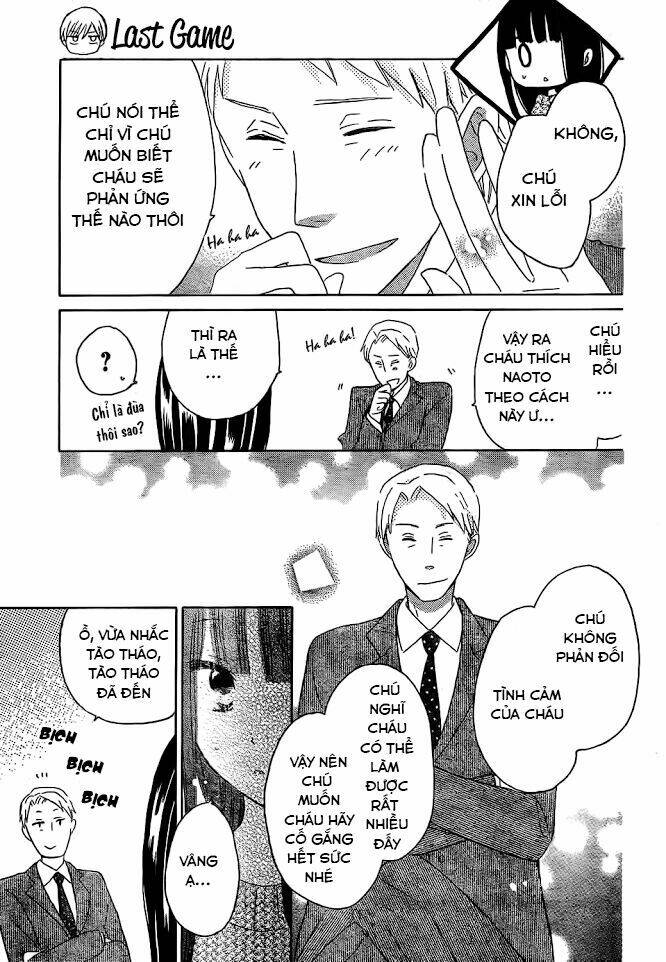 Last Game
KHÔNG,
CHÚ
XIN LỖI
CHÚ NÓI THẾ
CHỈ VÌ CHÚ
MUỐN BIẾT
CHÁU SẼ
PHẢN ỨNG
THẾ NÀO THÔI
Ha ha ha
CHÚ
HIỂU
RỒI
...
VẬY RA
CHÁU THÍCH
NAOTO
THEO CÁCH
NÀY Ư...
Ha ha ha!
THÌ RA
LÀ THẾ
...
?
Chỉ là đùa
thôi sao?
CHÚ
KHÔNG
PHẢN ĐỐI
TÌNH CẢM
CỦA CHÁU
CHÚ
NGHĨ
CHÁU
CÓ THỂ
LÀM
ĐƯỢC
RẤT
NHIỀU
ĐẤY
VẬY NÊN
CHÚ
MUỐN
CHÁU HÃY
CỐ GẮNG
HẾT SỨC
NHÉ
Ồ, VỪA NHẮC
TÀO THÁO,
TÀO THÁO
ĐÃ ĐẾN
BỊCH
BỊCH
BỊCH
VÂNG
Ạ...